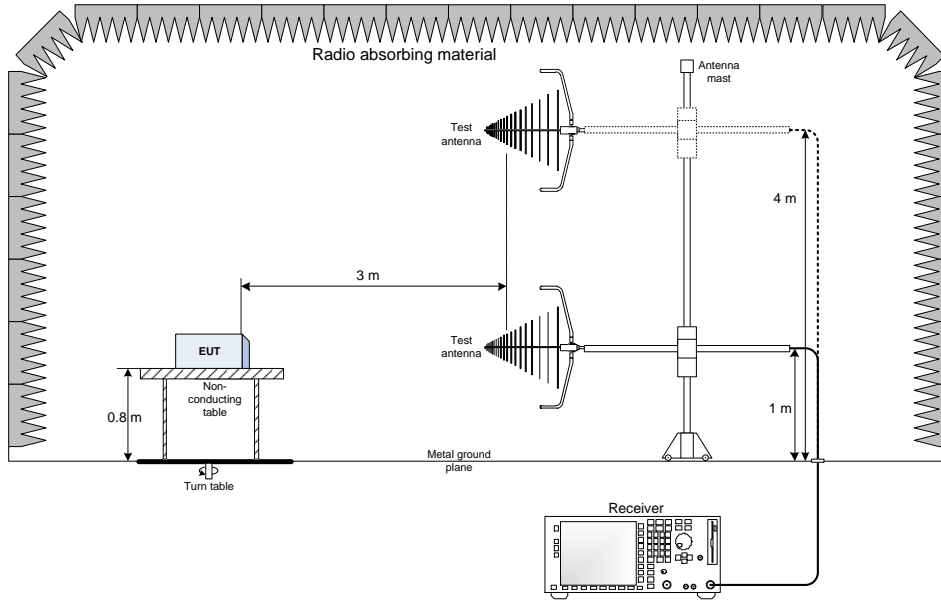 Radio absorbing material
Antenna
mast
Test
antenna
4 m
3 m
EUT
Test
antenna
Non-
conducting
table
0.8 m
1 m
Metal ground
plane
Turn table
Receiver